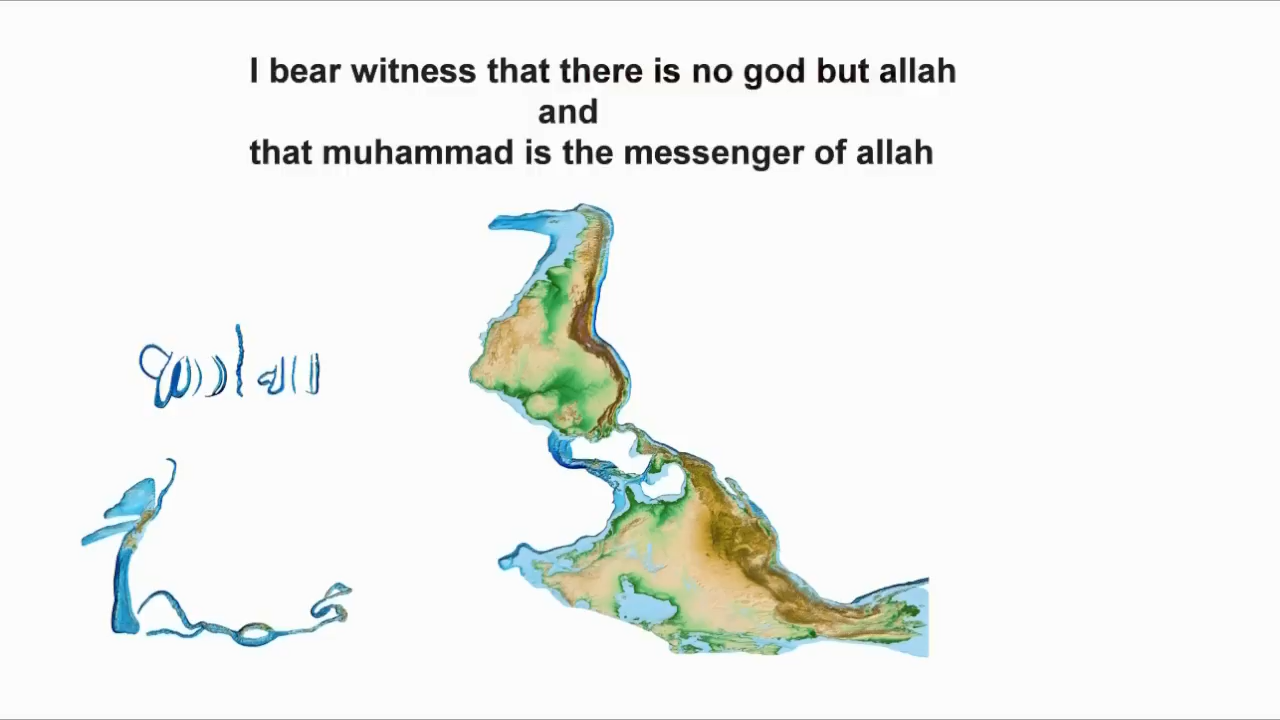 I bear witness that there is no god but allah
and
that muhammad is the messenger of allah